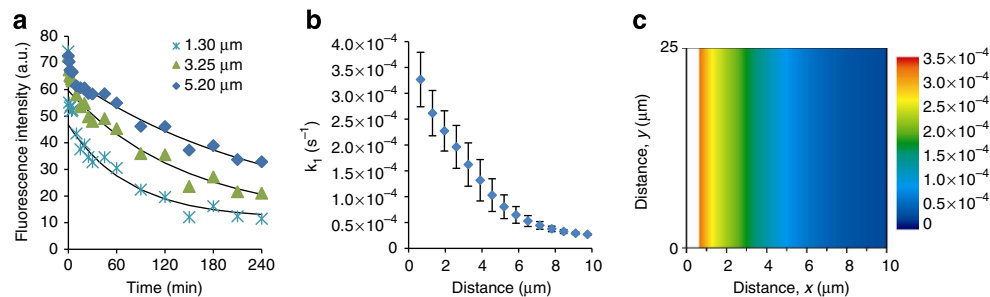 a
Fluorescence intensity (a.u.)
80
70
60
50
40
30
20
10
0
0 60 120 180 240
Time (min)
1.30 μm
3.25 μm
5.20 μm
b
k₁ (s⁻¹)
4.0×10⁻⁴
3.5×10⁻⁴
3.0×10⁻⁴
2.5×10⁻⁴
2.0×10⁻⁴
1.5×10⁻⁴
1.0×10⁻⁴
0.5×10⁻⁴
0
0 2 4 6 8 10
Distance (μm)
c
Distance, y (μm)
25
0
0 2 4 6 8 10
Distance, x (μm)
3.5×10⁻⁴
3.0×10⁻⁴
2.5×10⁻⁴
2.0×10⁻⁴
1.5×10⁻⁴
1.0×10⁻⁴
0.5×10⁻⁴
0